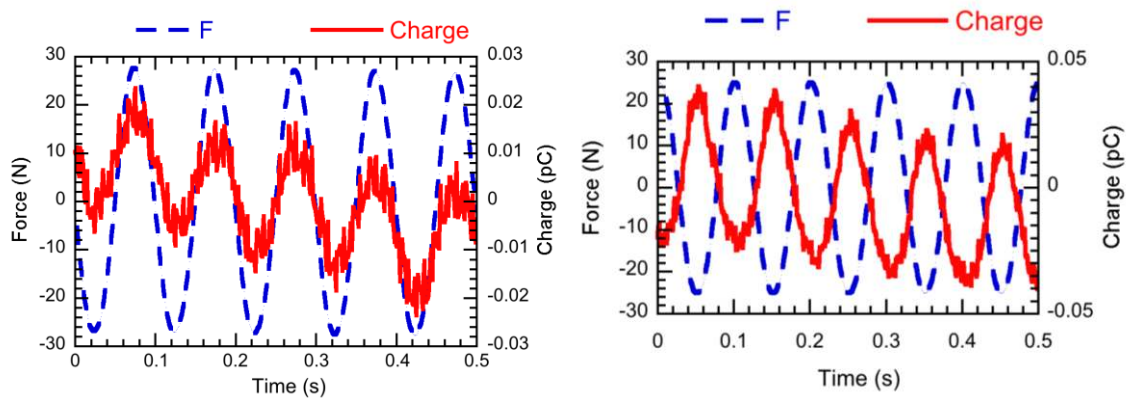 F Charge
30 0.03
20 0.02
10 0.01
0 0
-10 -0.01
-20 -0.02
-30 -0.03
Force (N)
Charge (pC)
0 0.1 0.2 0.3 0.4 0.5
Time (s)
F Charge
30 0.05
20
10
0 0
-10
-20
-30 -0.05
Force (N)
Charge (pC)
0 0.1 0.2 0.3 0.4 0.5
Time (s)